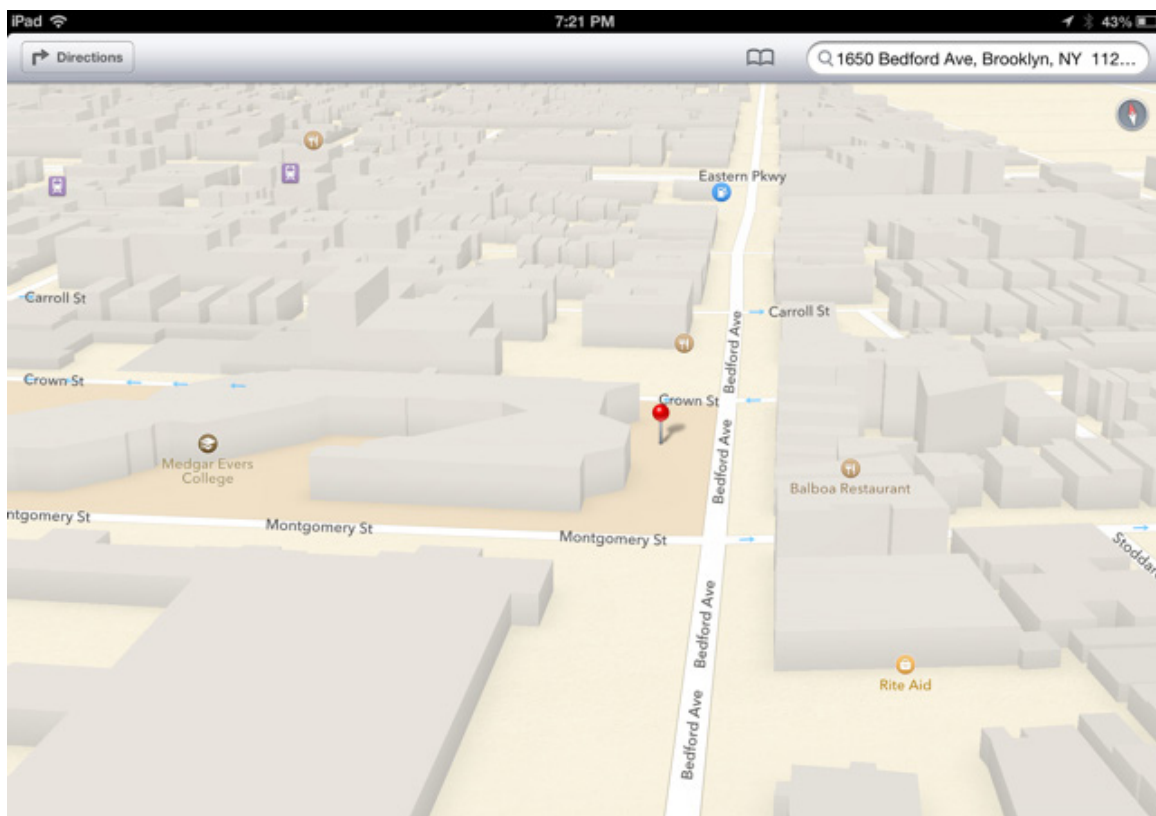 iPad 7:21 PM 43%
Directions
1650 Bedford Ave, Brooklyn, NY 112...
Eastern Pkwy
Carroll St
Carroll St
Bedford Ave
Crown St
Crown St
Bedford Ave
Medgar Evers
College
Balboa Restaurant
ntgomery St
Montgomery St
Montgomery St
Stoddar
Bedford Ave
Rite Aid
Bedford Ave